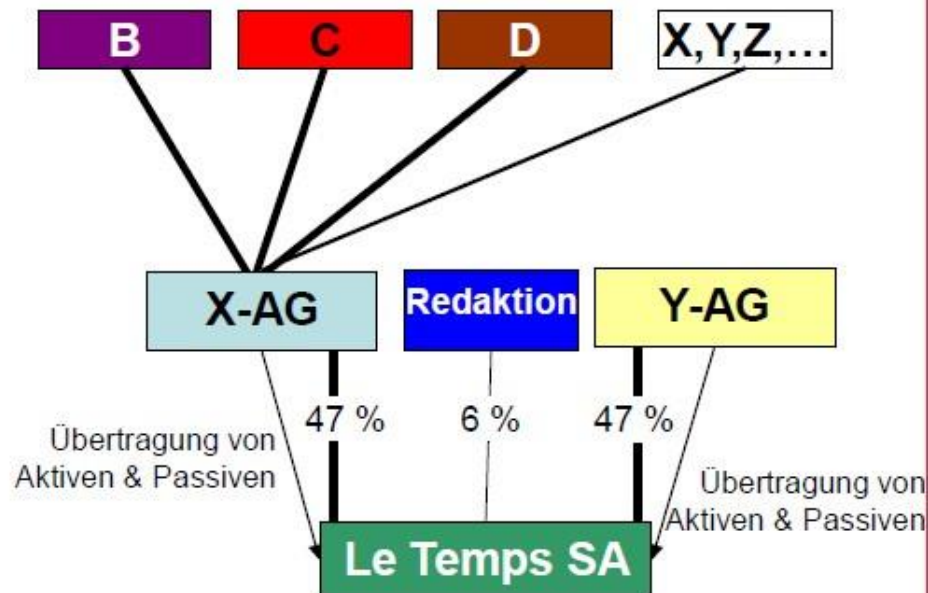 B
C
D
X,Y,Z,…
X-AG
Redaktion
Y-AG
47 %
6 %
47 %
Übertragung von
Aktiven & Passiven
Übertragung von
Aktiven & Passiven
Le Temps SA